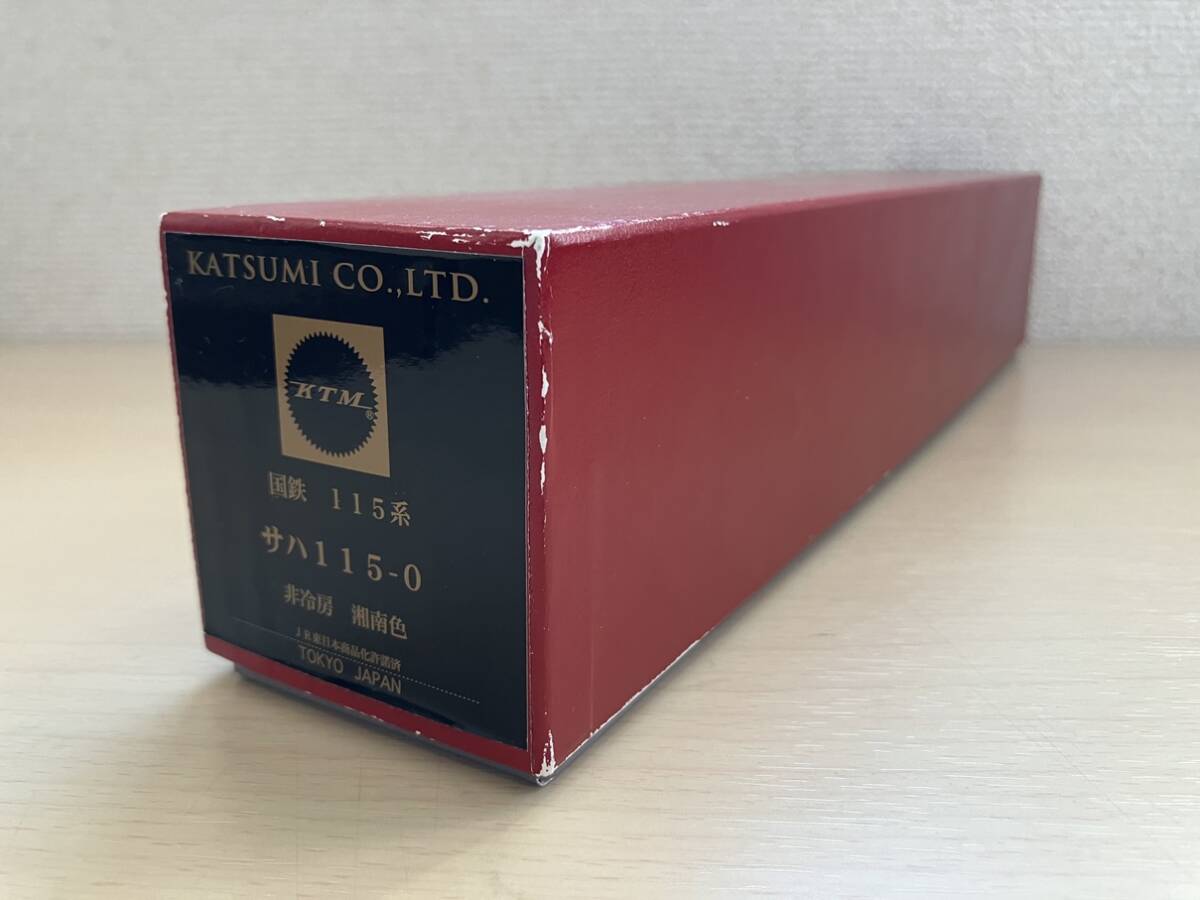 KATSUMI CO.,LTD.
KTM®
国鉄 115系
サハ115-0
非冷房 湘南色
JR東日本商品化許諾済
TOKYO JAPAN